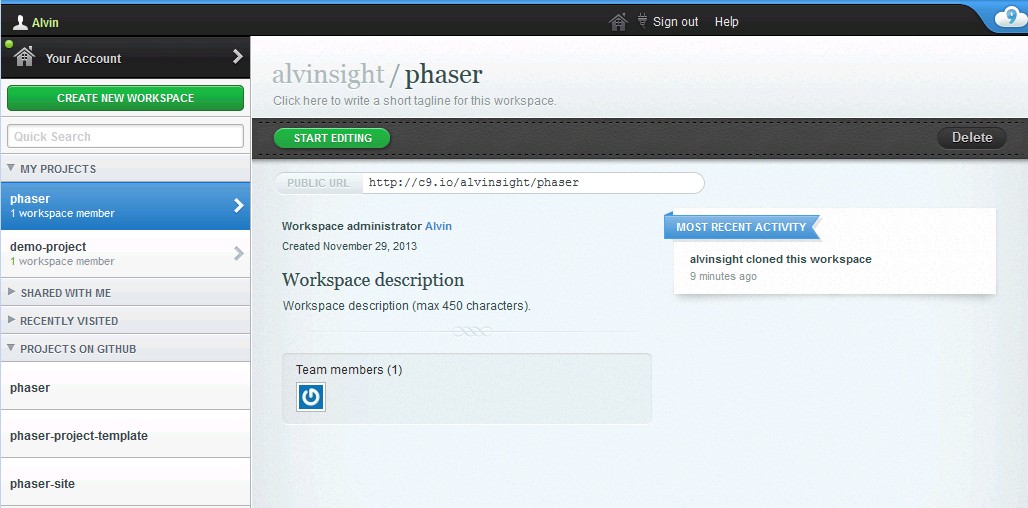 Alvin
Sign out
Help
9
Your Account
CREATE NEW WORKSPACE
Quick Search
MY PROJECTS
phaser
1 workspace member
demo-project
1 workspace member
SHARED WITH ME
RECENTLY VISITED
PROJECTS ON GITHUB
phaser
phaser-project-template
phaser-site
alvinsight / phaser
Click here to write a short tagline for this workspace.
START EDITING
Delete
PUBLIC URL http://c9.io/alvinsight/phaser
Workspace administrator Alvin
Created November 29, 2013
Workspace description
Workspace description (max 450 characters).
Team members (1)
MOST RECENT ACTIVITY
alvinsight cloned this workspace
9 minutes ago